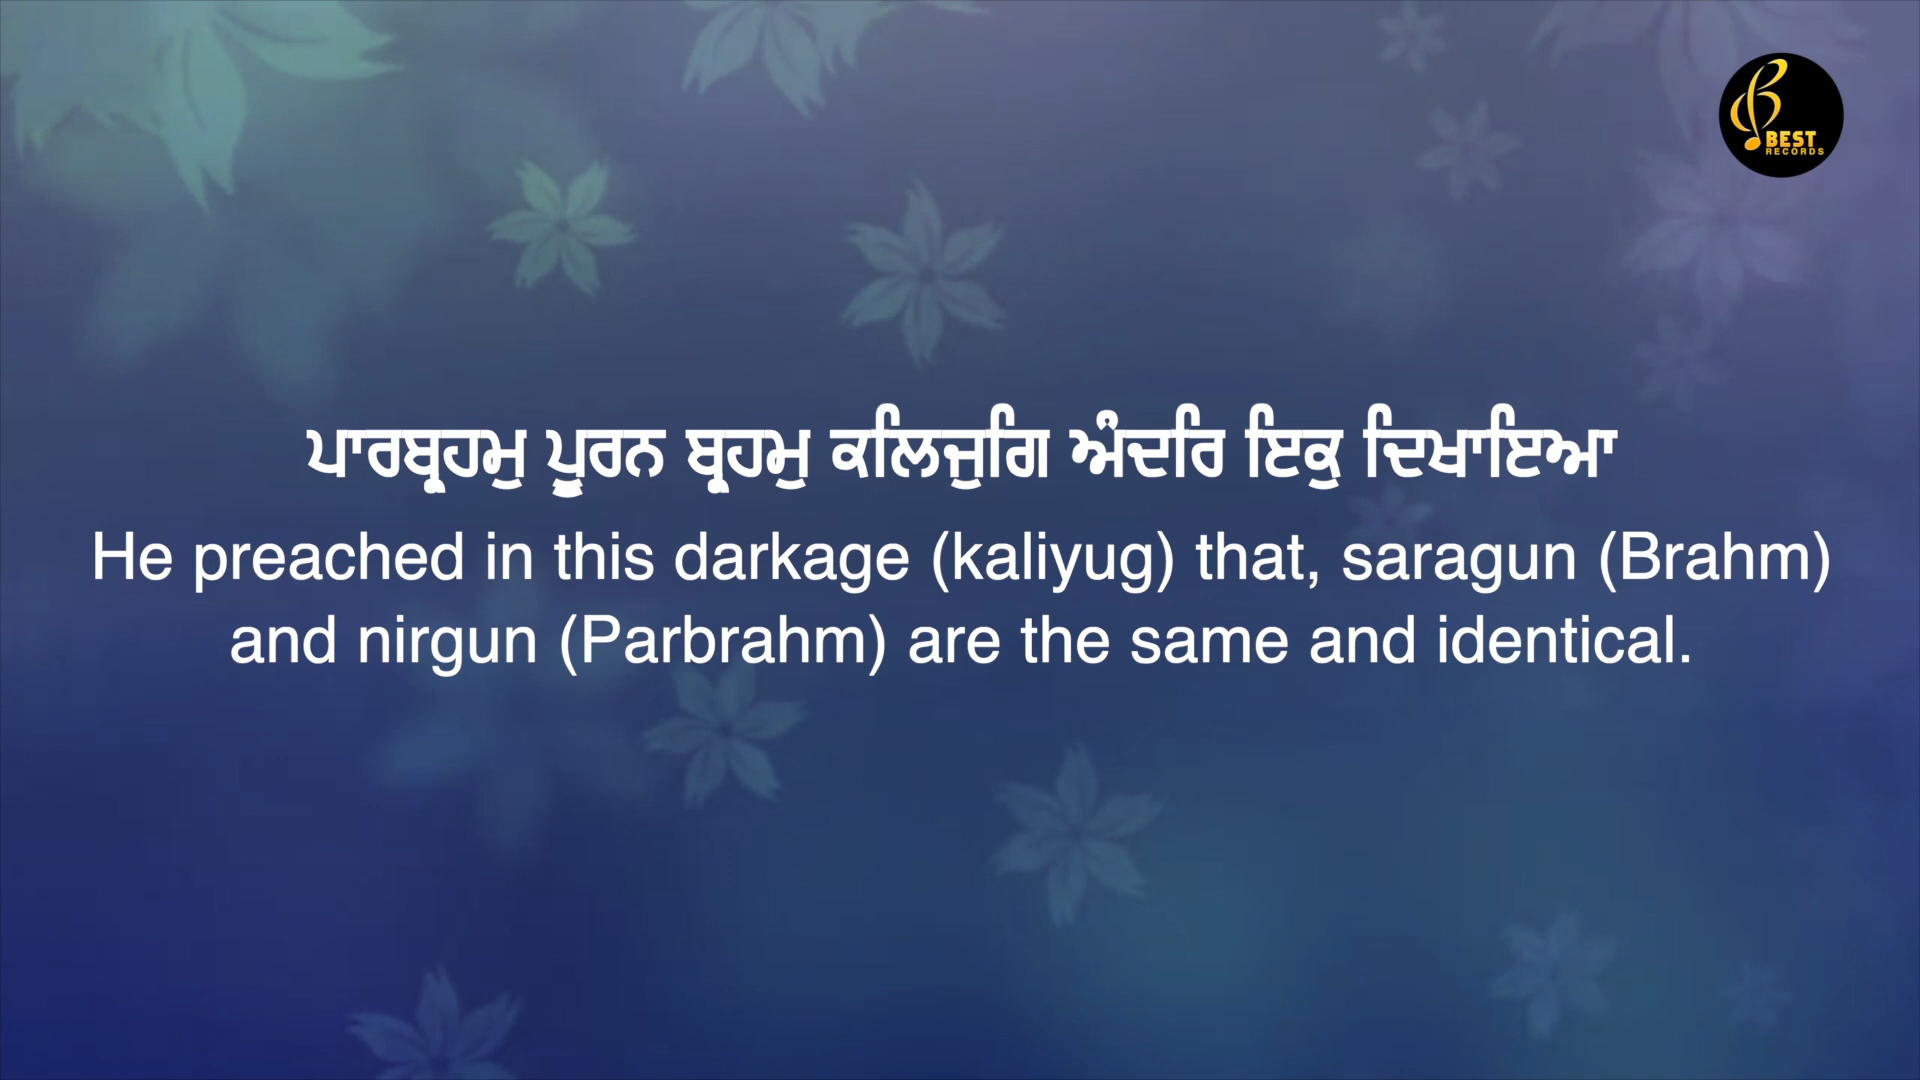 BEST
RECORDS
ਪਾਰਬ੍ਰਹਮੁ ਪੂਰਨ ਬ੍ਰਹਮੁ ਕਲਿਜੁਗਿ ਅੰਦਰਿ ਇਕੁ ਦਿਖਾਇਆ
He preached in this darkage (kaliyug) that, saragun (Brahm)
and nirgun (Parbrahm) are the same and identical.